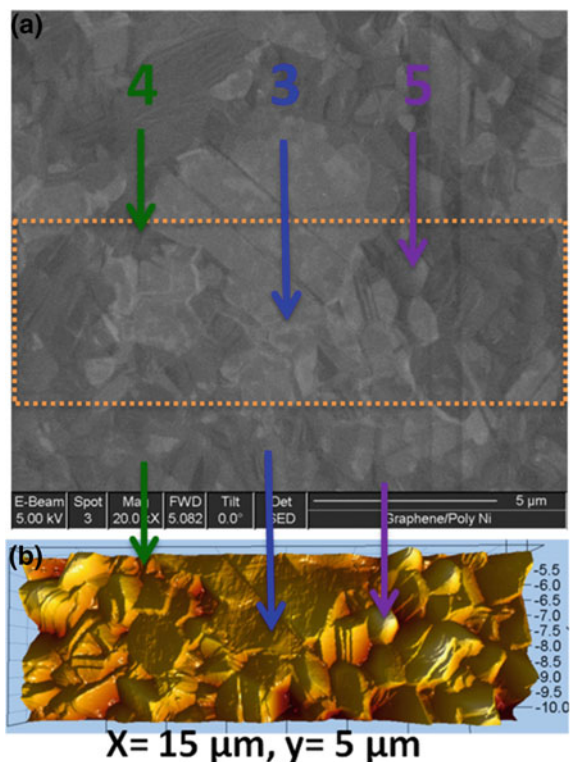 (a)
4 3 5
E-Beam Spot Mag FWD Tilt Det 5 µm
5.00 kV 3 20.0 kX 5.082 0.0° SED Graphene/Poly Ni
(b)
-5.5
-6.0
-6.5
-7.0
-7.5
-8.0
-8.5
-9.0
-9.5
-10.0
X= 15 µm, y= 5 µm